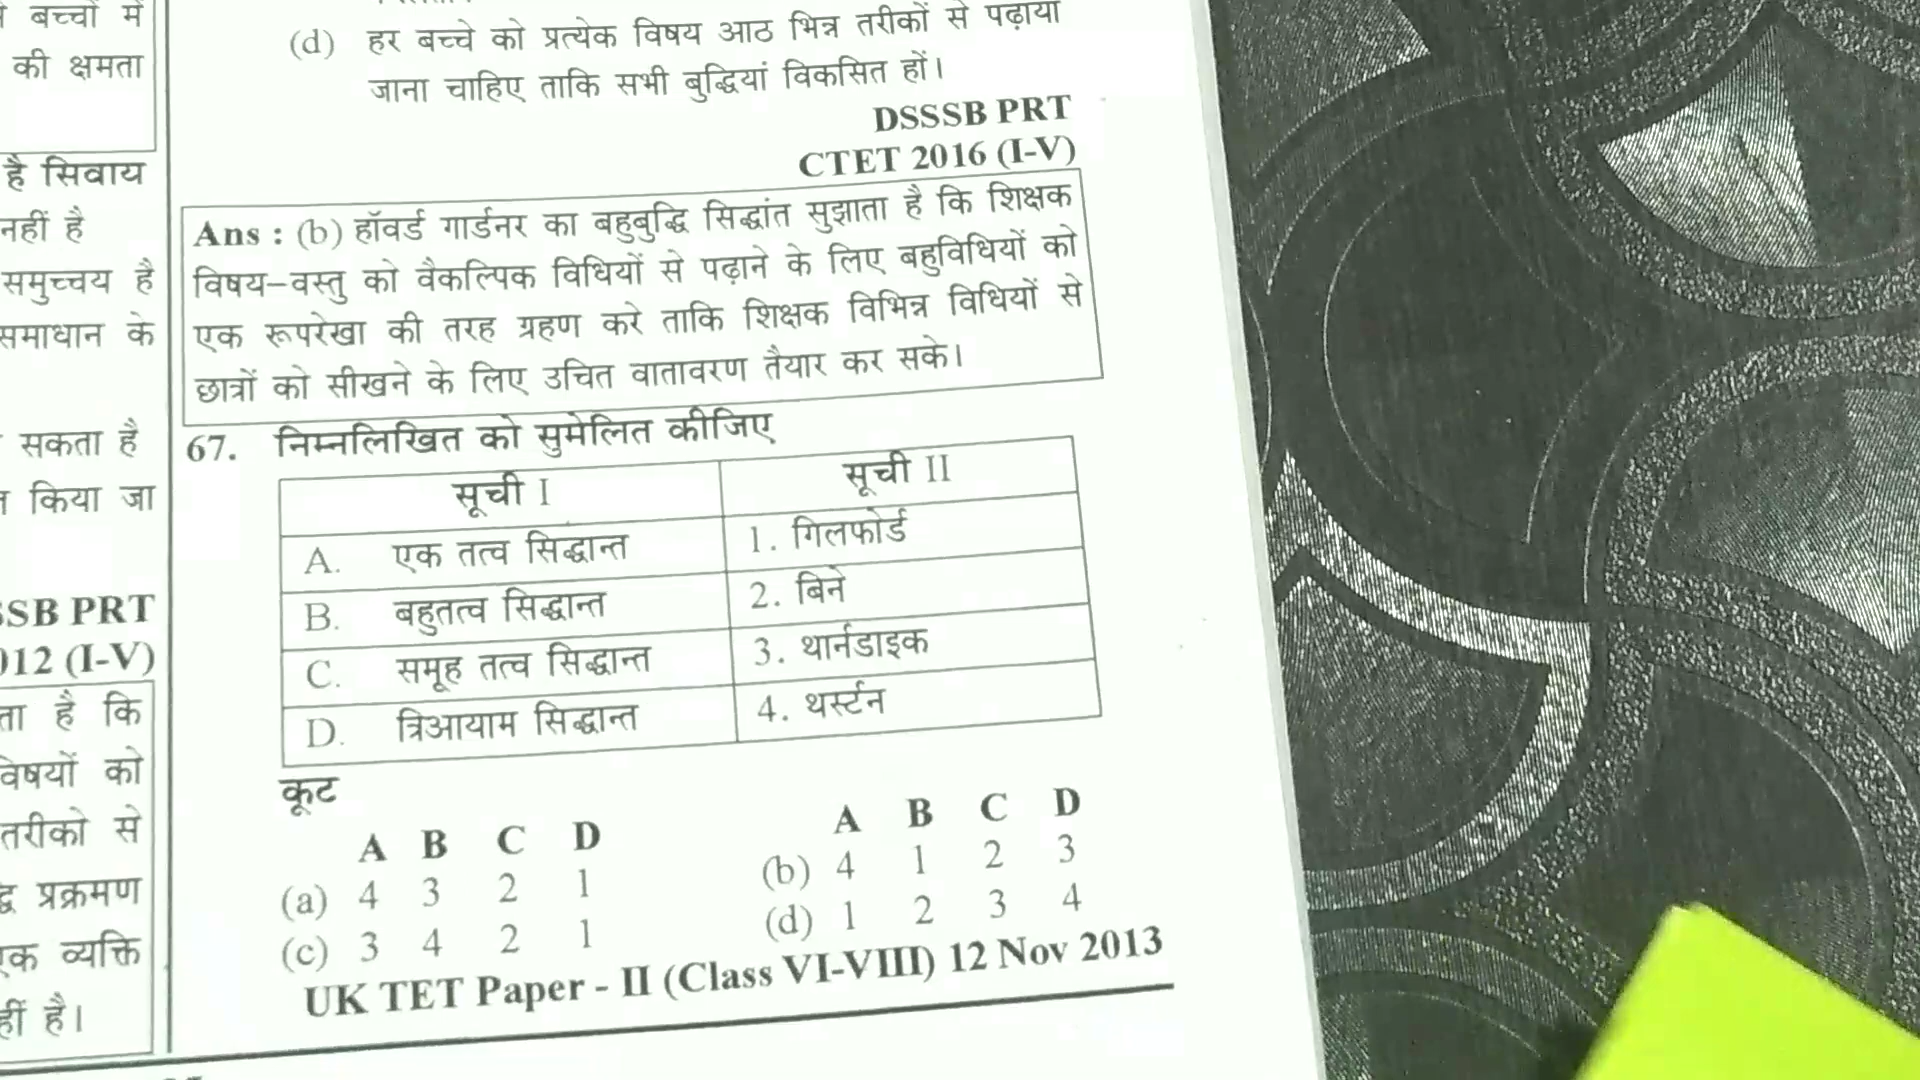 बच्चों में
की क्षमता
है सिवाय
नहीं है
समुच्चय है
समाधान के
सकता है
किया जा
SSB PRT
012 (I-V)
ता है कि
विषयों को
तरीको से
प्रक्रमण
एक व्यक्ति
हीं है।
(d) हर बच्चे को प्रत्येक विषय आठ भिन्न तरीकों से पढ़ाया
जाना चाहिए ताकि सभी बुद्धियां विकसित हों।
DSSSB PRT
CTET 2016 (I-V)
Ans : (b) हॉवर्ड गार्डनर का बहुबुद्धि सिद्धांत सुझाता है कि शिक्षक
विषय-वस्तु को वैकल्पिक विधियों से पढ़ाने के लिए बहुविधियों को
एक रूपरेखा की तरह ग्रहण करे ताकि शिक्षक विभिन्न विधियों से
छात्रों को सीखने के लिए उचित वातावरण तैयार कर सके।
67. निम्नलिखित को सुमेलित कीजिए
सूची I सूची II
A. एक तत्व सिद्धान्त 1. गिलफोर्ड
B. बहुतत्व सिद्धान्त 2. बिने
C. समूह तत्व सिद्धान्त 3. थार्नडाइक
D. त्रिआयाम सिद्धान्त 4. थर्स्टन
कूट
A B C D A B C D
(a) 4 3 2 1 (b) 4 1 2 3
(c) 3 4 2 1 (d) 1 2 3 4
UK TET Paper - II (Class VI-VIII) 12 Nov 2013